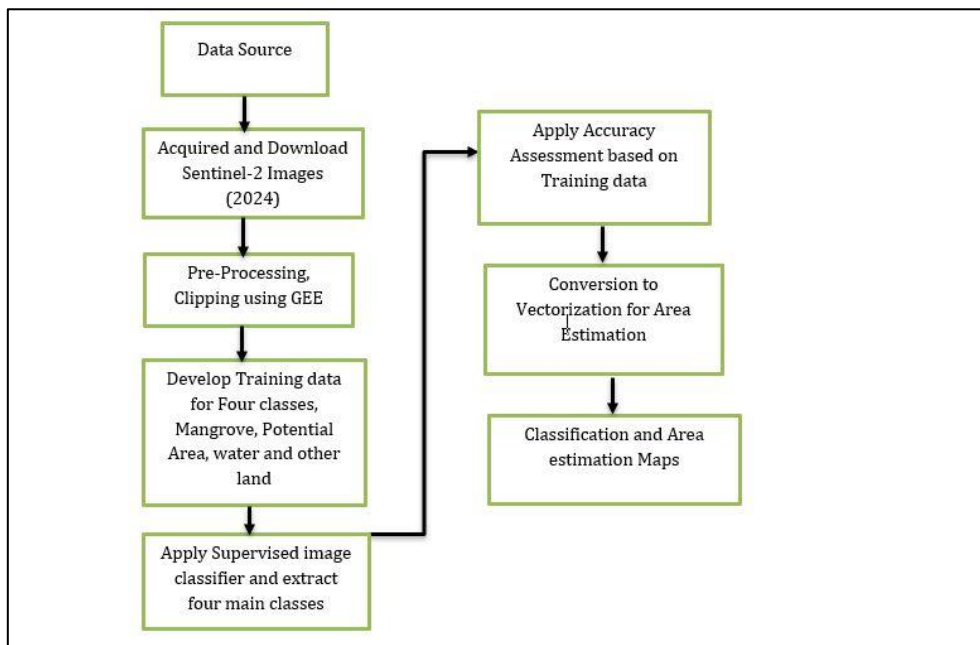 Data Source
Acquired and Download
Sentinel-2 Images
(2024)
Pre-Processing,
Clipping using GEE
Develop Training data
for Four classes,
Mangrove, Potential
Area, water and other
land
Apply Supervised image
classifier and extract
four main classes
Apply Accuracy
Assessment based on
Training data
Conversion to
Vectorization for Area
Estimation
Classification and Area
estimation Maps